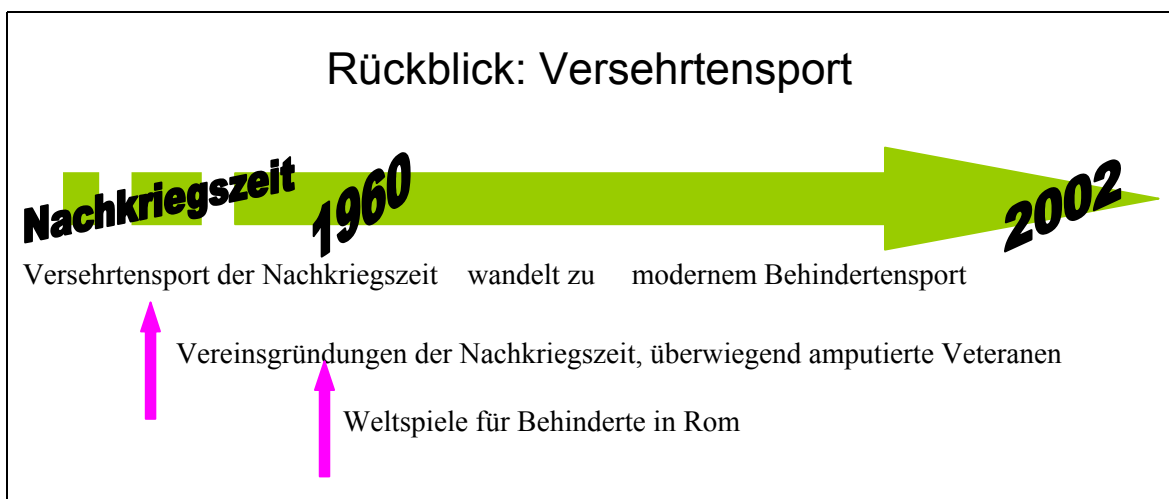 Rückblick: Versehrtensport
Nachkriegszeit 1960 2002
Versehrtensport der Nachkriegszeit wandelt zu modernem Behindertensport
Vereinsgründungen der Nachkriegszeit, überwiegend amputierte Veteranen
Weltspiele für Behinderte in Rom